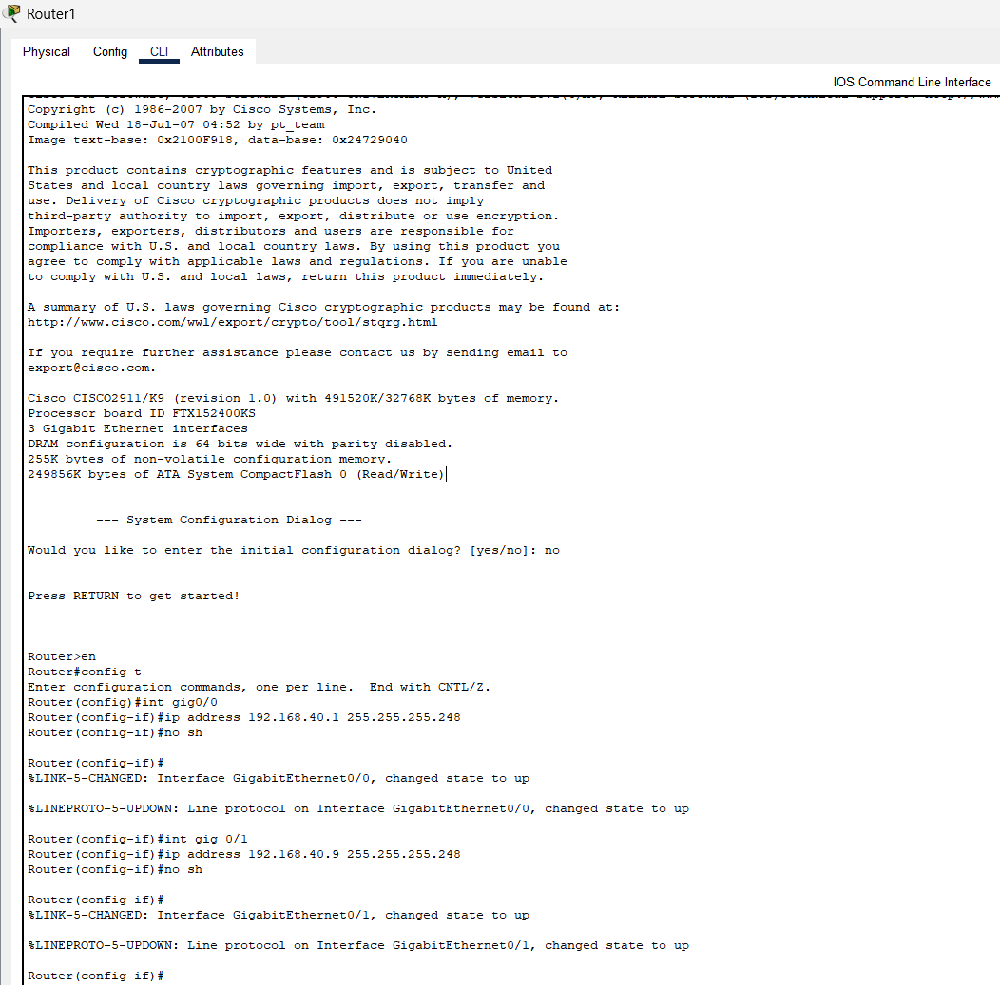 Router1
Physical Config CLI Attributes
IOS Command Line Interface
Copyright (c) 1986-2007 by Cisco Systems, Inc.
Compiled Wed 18-Jul-07 04:52 by pt_team
Image text-base: 0x2100F918, data-base: 0x24729040
This product contains cryptographic features and is subject to United
States and local country laws governing import, export, transfer and
use. Delivery of Cisco cryptographic products does not imply
third-party authority to import, export, distribute or use encryption.
Importers, exporters, distributors and users are responsible for
compliance with U.S. and local country laws. By using this product you
agree to comply with applicable laws and regulations. If you are unable
to comply with U.S. and local laws, return this product immediately.
A summary of U.S. laws governing Cisco cryptographic products may be found at:
http://www.cisco.com/wwl/export/crypto/tool/stqrg.html
If you require further assistance please contact us by sending email to
export@cisco.com.
Cisco CISCO2911/K9 (revision 1.0) with 491520K/32768K bytes of memory.
Processor board ID FTX152400KS
3 Gigabit Ethernet interfaces
DRAM configuration is 64 bits wide with parity disabled.
255K bytes of non-volatile configuration memory.
249856K bytes of ATA System CompactFlash 0 (Read/Write)
--- System Configuration Dialog ---
Would you like to enter the initial configuration dialog? [yes/no]: no
Press RETURN to get started!
Router>en
Router#config t
Enter configuration commands, one per line.  End with CNTL/Z.
Router(config)#int gig0/0
Router(config-if)#ip address 192.168.40.1 255.255.255.248
Router(config-if)#no sh
Router(config-if)#
%LINK-5-CHANGED: Interface GigabitEthernet0/0, changed state to up
%LINEPROTO-5-UPDOWN: Line protocol on Interface GigabitEthernet0/0, changed state to up
Router(config-if)#int gig 0/1
Router(config-if)#ip address 192.168.40.9 255.255.255.248
Router(config-if)#no sh
Router(config-if)#
%LINK-5-CHANGED: Interface GigabitEthernet0/1, changed state to up
%LINEPROTO-5-UPDOWN: Line protocol on Interface GigabitEthernet0/1, changed state to up
Router(config-if)#